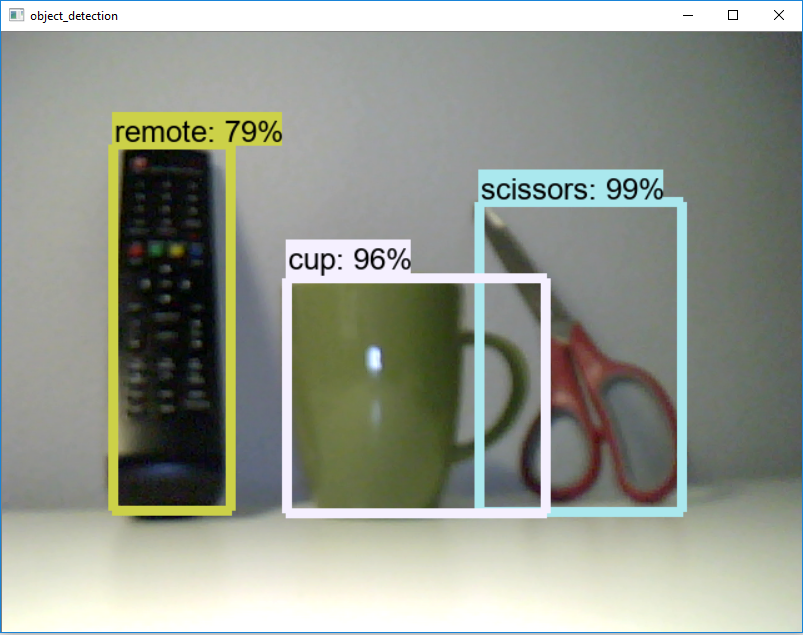 object_detection
remote: 79%
scissors: 99%
cup: 96%